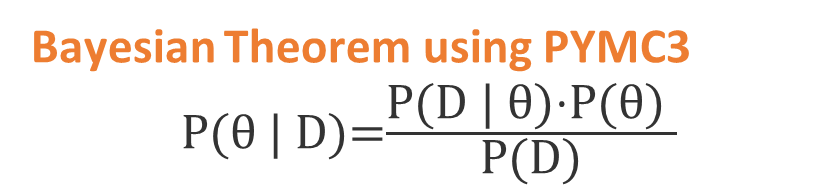 Bayesian Theorem using PYMC3
P(θ | D)=P(D | θ)·P(θ)
P(D)